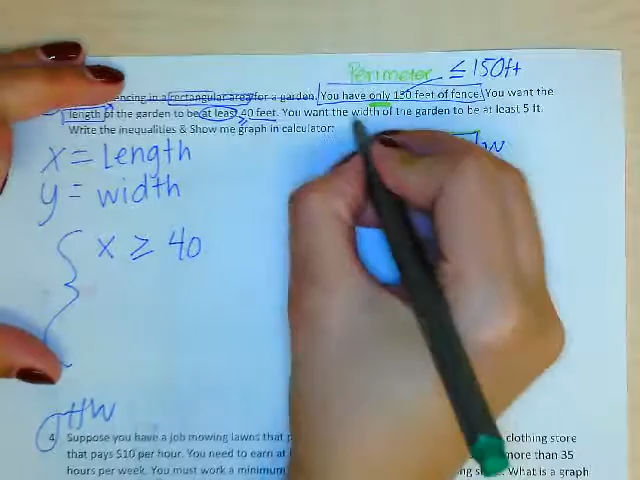 Perimeter ≤ 150ft
encing in a rectangular area for a garden. You have only 150 feet of fence. You want the
length of the garden to be at least 40 feet. You want the width of the garden to be at least 5 ft.
Write the inequalities & Show me graph in calculator:
W
x = Length
y = width
{ x ≥ 40
HW
4. Suppose you have a job mowing lawns that p clothing store
that pays $10 per hour. You need to earn at l more than 35
hours per week. You must work a minimum What is a graph